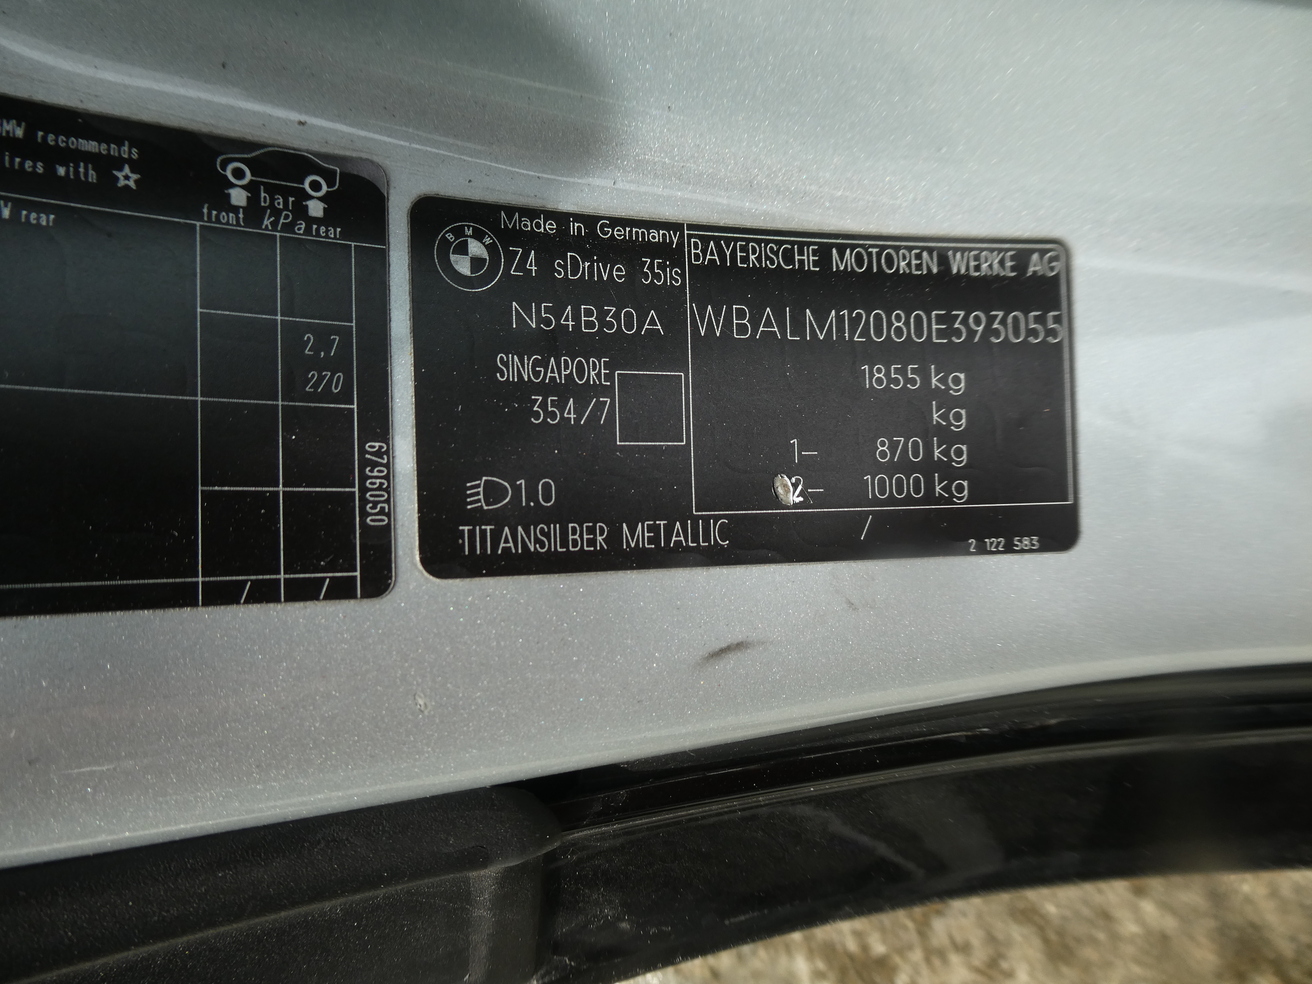 BMW recommends
ires with
W rear
bar
front kPa rear
2,7
270
6796050
BMW
Made in Germany
Z4 sDrive 35is
N54B30A
SINGAPORE
354/7
1.0
TITANSILBER METALLIC
BAYERISCHE MOTOREN WERKE AG
WBALM12080E393055
1855 kg
kg
1– 870 kg
2– 1000 kg
/
2 122 583
/ /